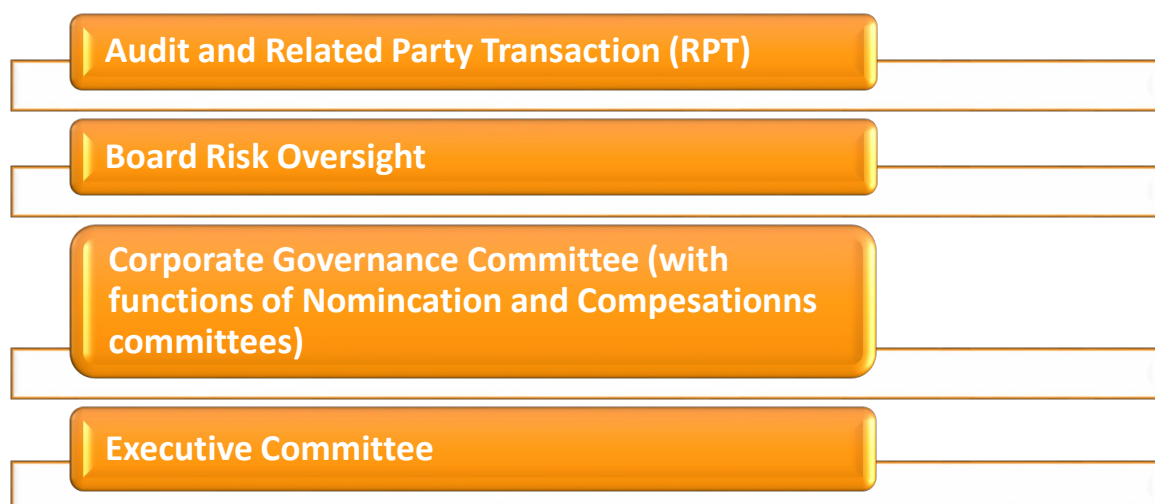 Audit and Related Party Transaction (RPT)
Board Risk Oversight
Corporate Governance Committee (with
functions of Nomincation and Compesationns
committees)
Executive Committee